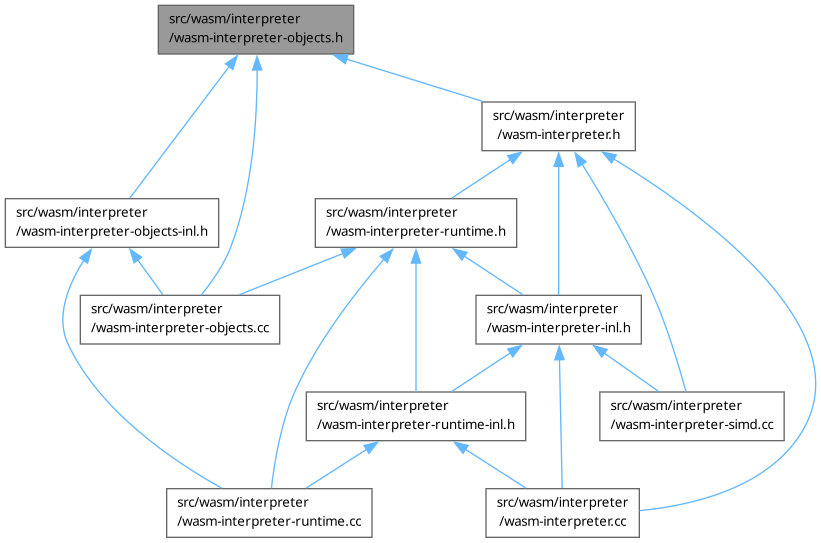 src/wasm/interpreter
/wasm-interpreter-objects.h
src/wasm/interpreter
/wasm-interpreter.h
src/wasm/interpreter
/wasm-interpreter-objects-inl.h
src/wasm/interpreter
/wasm-interpreter-runtime.h
src/wasm/interpreter
/wasm-interpreter-objects.cc
src/wasm/interpreter
/wasm-interpreter-inl.h
src/wasm/interpreter
/wasm-interpreter-runtime-inl.h
src/wasm/interpreter
/wasm-interpreter-simd.cc
src/wasm/interpreter
/wasm-interpreter-runtime.cc
src/wasm/interpreter
/wasm-interpreter.cc